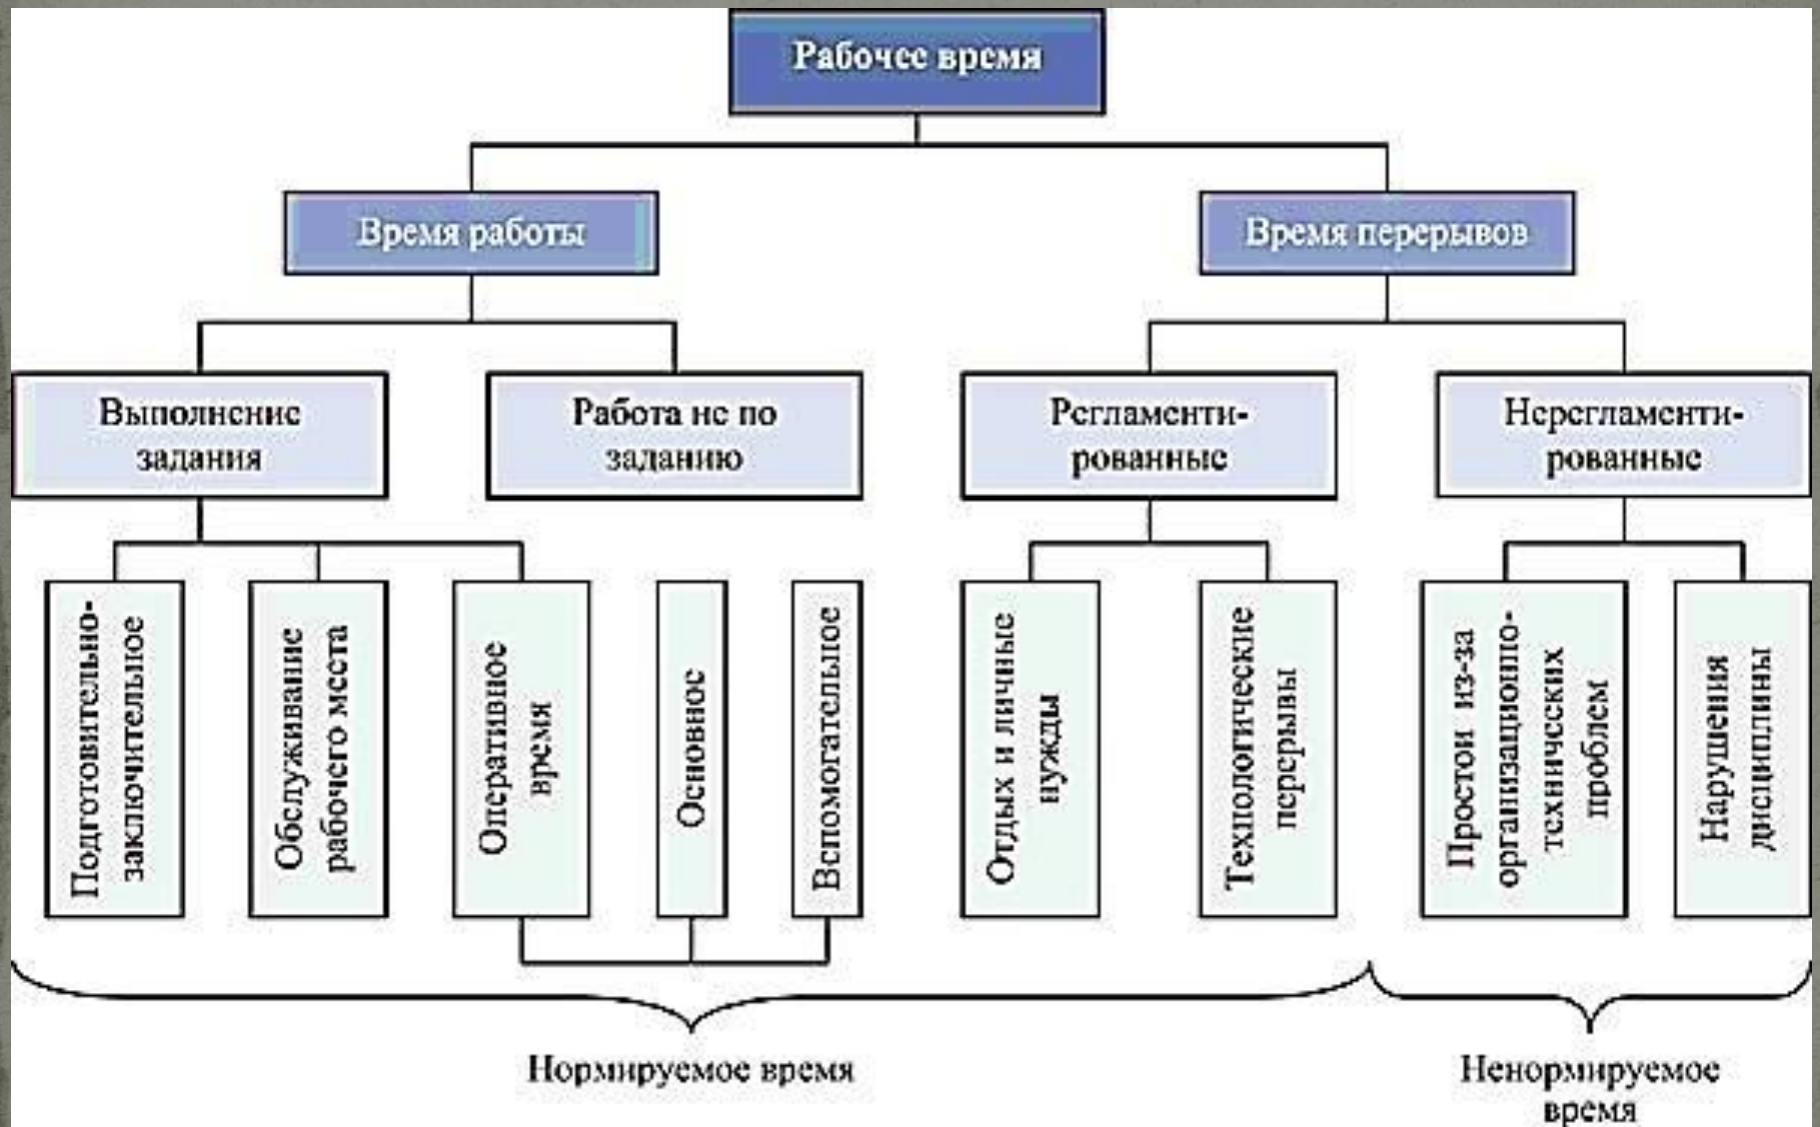 Рабочее время
Время работы
Время перерывов
Выполнение
задания
Работа не по
заданию
Регламенти-
рованные
Нерегламенти-
рованные
Подготовительно-
заключительное
Обслуживание
рабочего места
Оперативное
время
Основное
Вспомогательное
Отдых и личные
нужды
Технологические
перерывы
Простои из-за
организационно-
технических
проблем
Нарушения
дисциплины
Нормируемое время
Ненормируемое
время